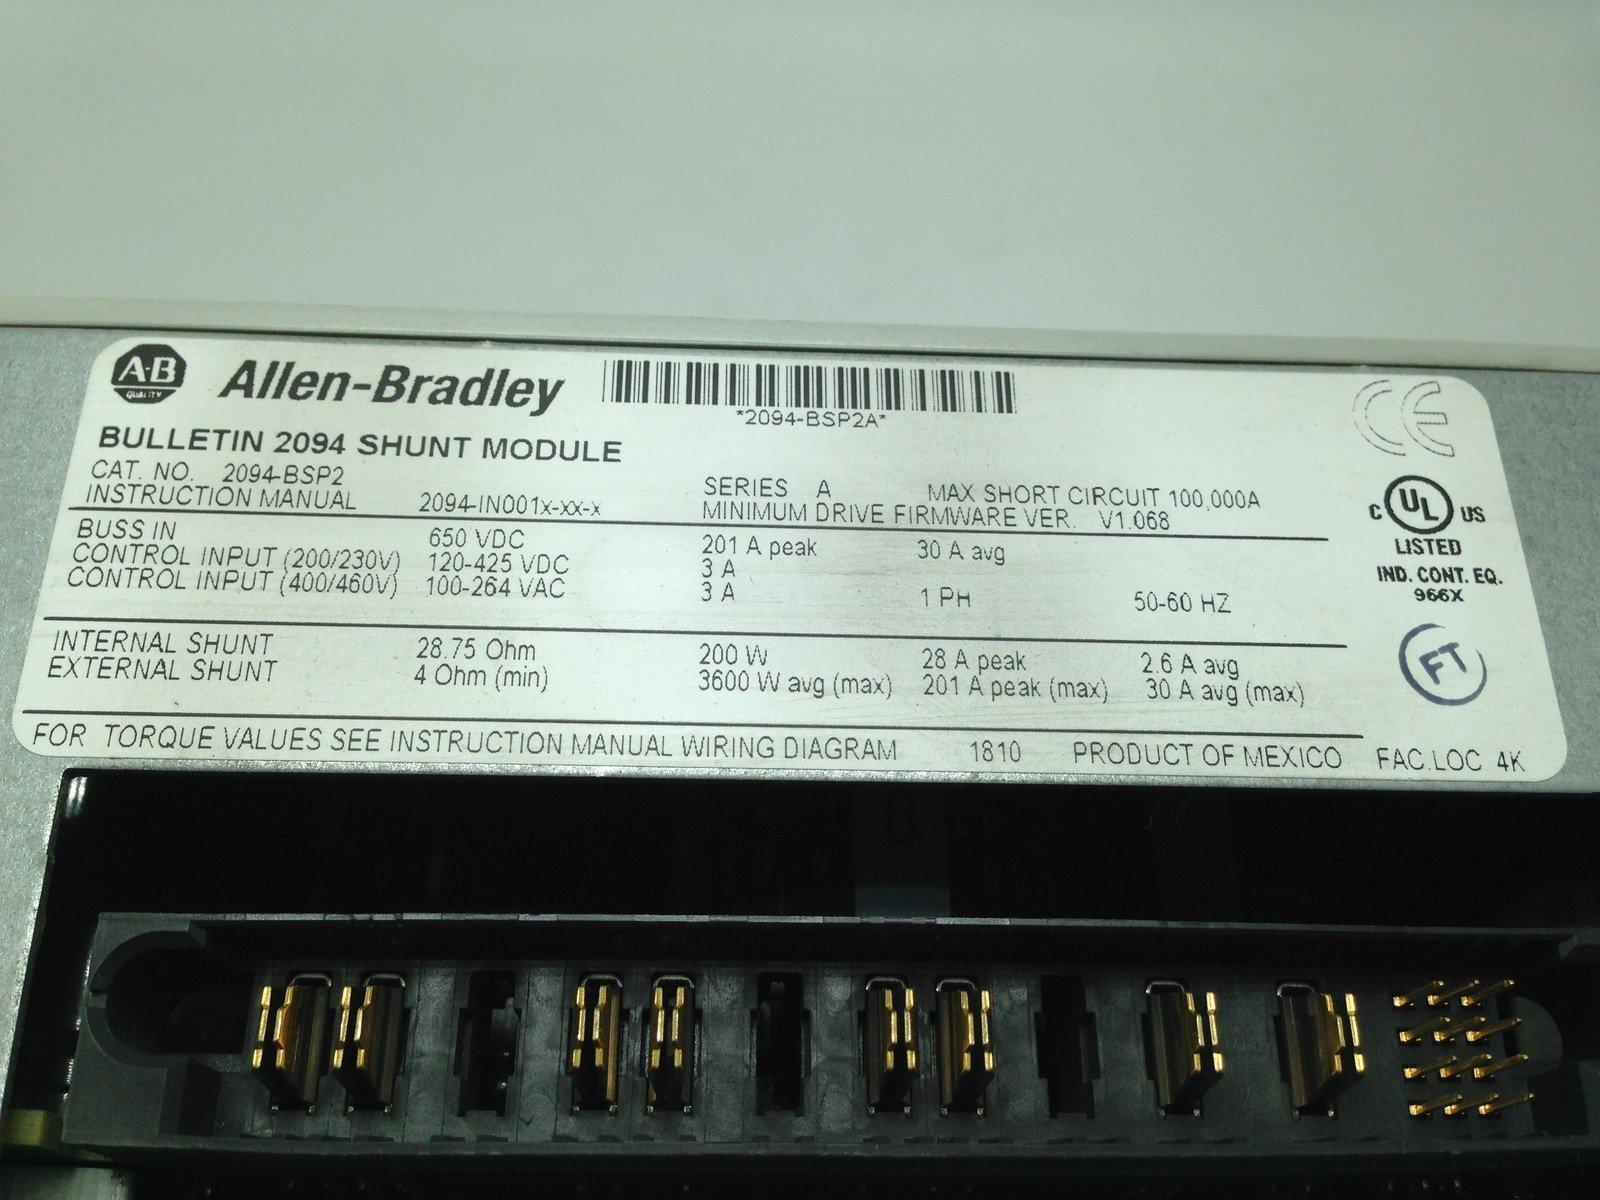 A-B
QUALITY
Allen-Bradley
*2094-BSP2A*
CE
BULLETIN 2094 SHUNT MODULE
CAT. NO. 2094-BSP2
SERIES A MAX SHORT CIRCUIT 100,000A
INSTRUCTION MANUAL 2094-IN001x-xx-x MINIMUM DRIVE FIRMWARE VER. V1.068
BUSS IN 650 VDC 201 A peak 30 A avg
CONTROL INPUT (200/230V) 120-425 VDC 3 A
CONTROL INPUT (400/460V) 100-264 VAC 3 A 1 PH 50-60 HZ
INTERNAL SHUNT 28.75 Ohm 200 W 28 A peak 2.6 A avg
EXTERNAL SHUNT 4 Ohm (min) 3600 W avg (max) 201 A peak (max) 30 A avg (max)
FOR TORQUE VALUES SEE INSTRUCTION MANUAL WIRING DIAGRAM 1810 PRODUCT OF MEXICO FAC. LOC 4K
C UL US
LISTED
IND. CONT. EQ.
966X
FT